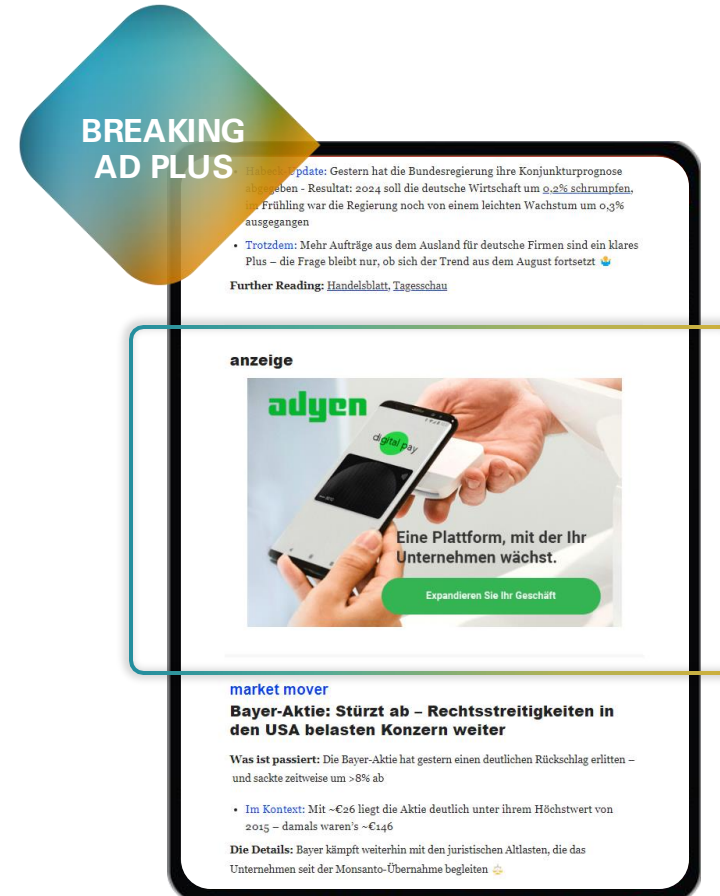 BREAKING
AD PLUS
Habeck-Update: Gestern hat die Bundesregierung ihre Konjunkturprognose
abgegeben - Resultat: 2024 soll die deutsche Wirtschaft um 0,2% schrumpfen,
im Frühling war die Regierung noch von einem leichten Wachstum um 0,3%
ausgegangen
• Trotzdem: Mehr Aufträge aus dem Ausland für deutsche Firmen sind ein klares
Plus – die Frage bleibt nur, ob sich der Trend aus dem August fortsetzt
Further Reading: Handelsblatt, Tagesschau
anzeige
adyen
digital pay
Eine Plattform, mit der Ihr
Unternehmen wächst.
Expandieren Sie Ihr Geschäft
market mover
Bayer-Aktie: Stürzt ab – Rechtsstreitigkeiten in
den USA belasten Konzern weiter
Was ist passiert: Die Bayer-Aktie hat gestern einen deutlichen Rückschlag erlitten –
und sackte zeitweise um >8% ab
• Im Kontext: Mit ~€26 liegt die Aktie deutlich unter ihrem Höchstwert von
2015 – damals waren's ~€146
Die Details: Bayer kämpft weiterhin mit den juristischen Altlasten, die das
Unternehmen seit der Monsanto-Übernahme begleiten